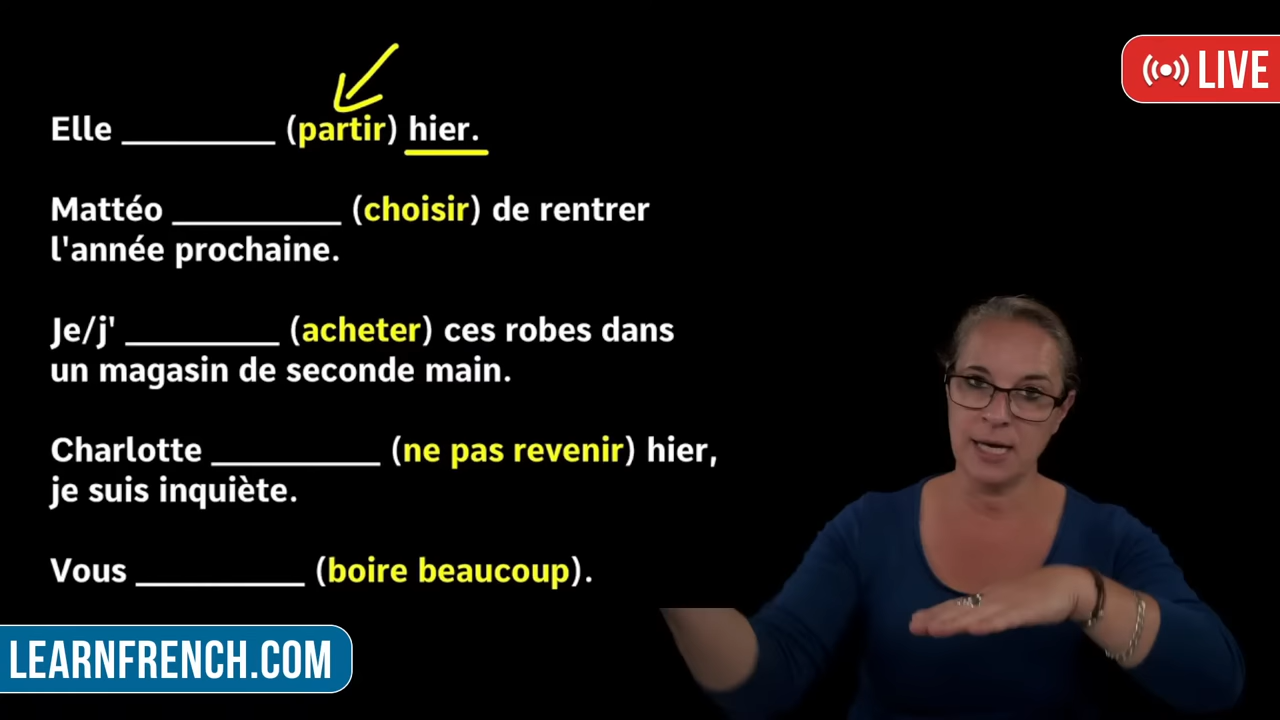 LIVE
Elle _________ (partir) hier.
Mattéo __________ (choisir) de rentrer
l'année prochaine.
Je/j' _________ (acheter) ces robes dans
un magasin de seconde main.
Charlotte __________ (ne pas revenir) hier,
je suis inquiète.
Vous __________ (boire beaucoup).
LEARNFRENCH.COM